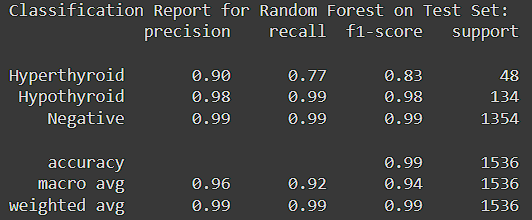 Classification Report for Random Forest on Test Set:
precision recall f1-score support
Hyperthyroid 0.90 0.77 0.83 48
Hypothyroid 0.98 0.99 0.98 134
Negative 0.99 0.99 0.99 1354
accuracy 0.99 1536
macro avg 0.96 0.92 0.94 1536
weighted avg 0.99 0.99 0.99 1536